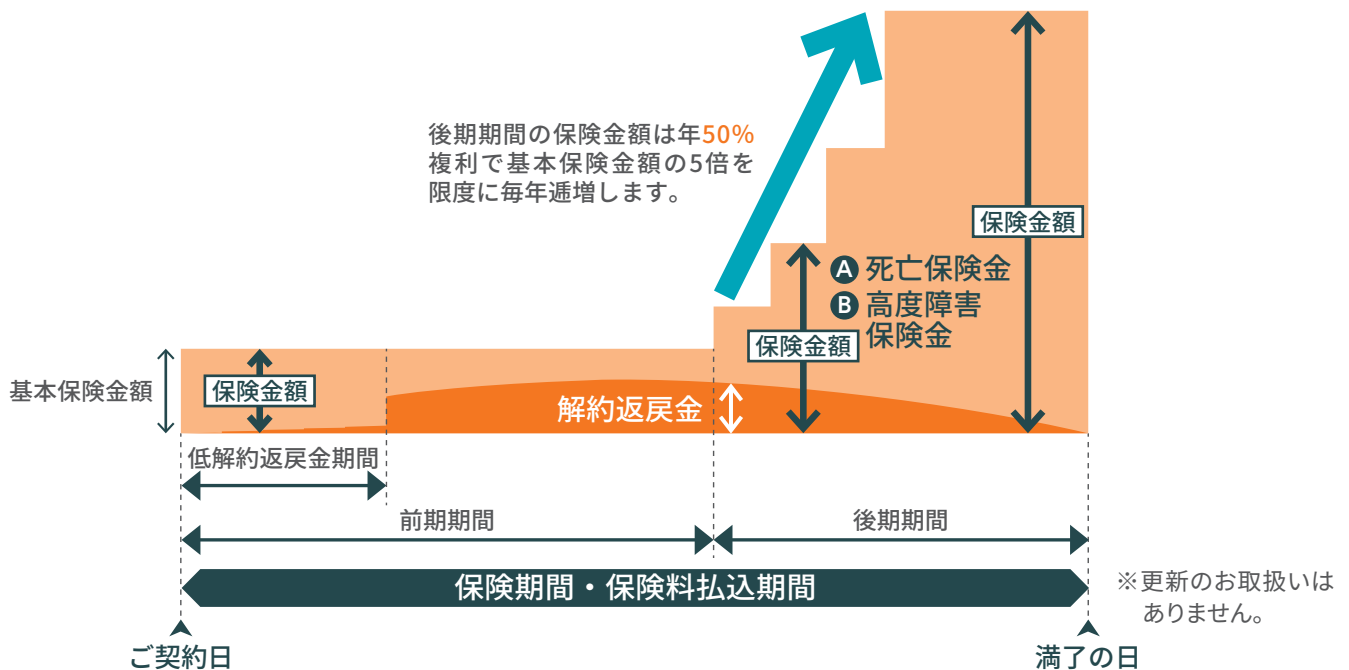 後期期間の保険金額は年50%
複利で基本保険金額の5倍を
限度に毎年逓増します。
保険金額
A 死亡保険金
B 高度障害
保険金
保険金額
基本保険金額
保険金額
解約返戻金
低解約返戻金期間
前期期間
後期期間
保険期間・保険料払込期間
※更新のお取扱いは
ありません。
ご契約日
満了の日